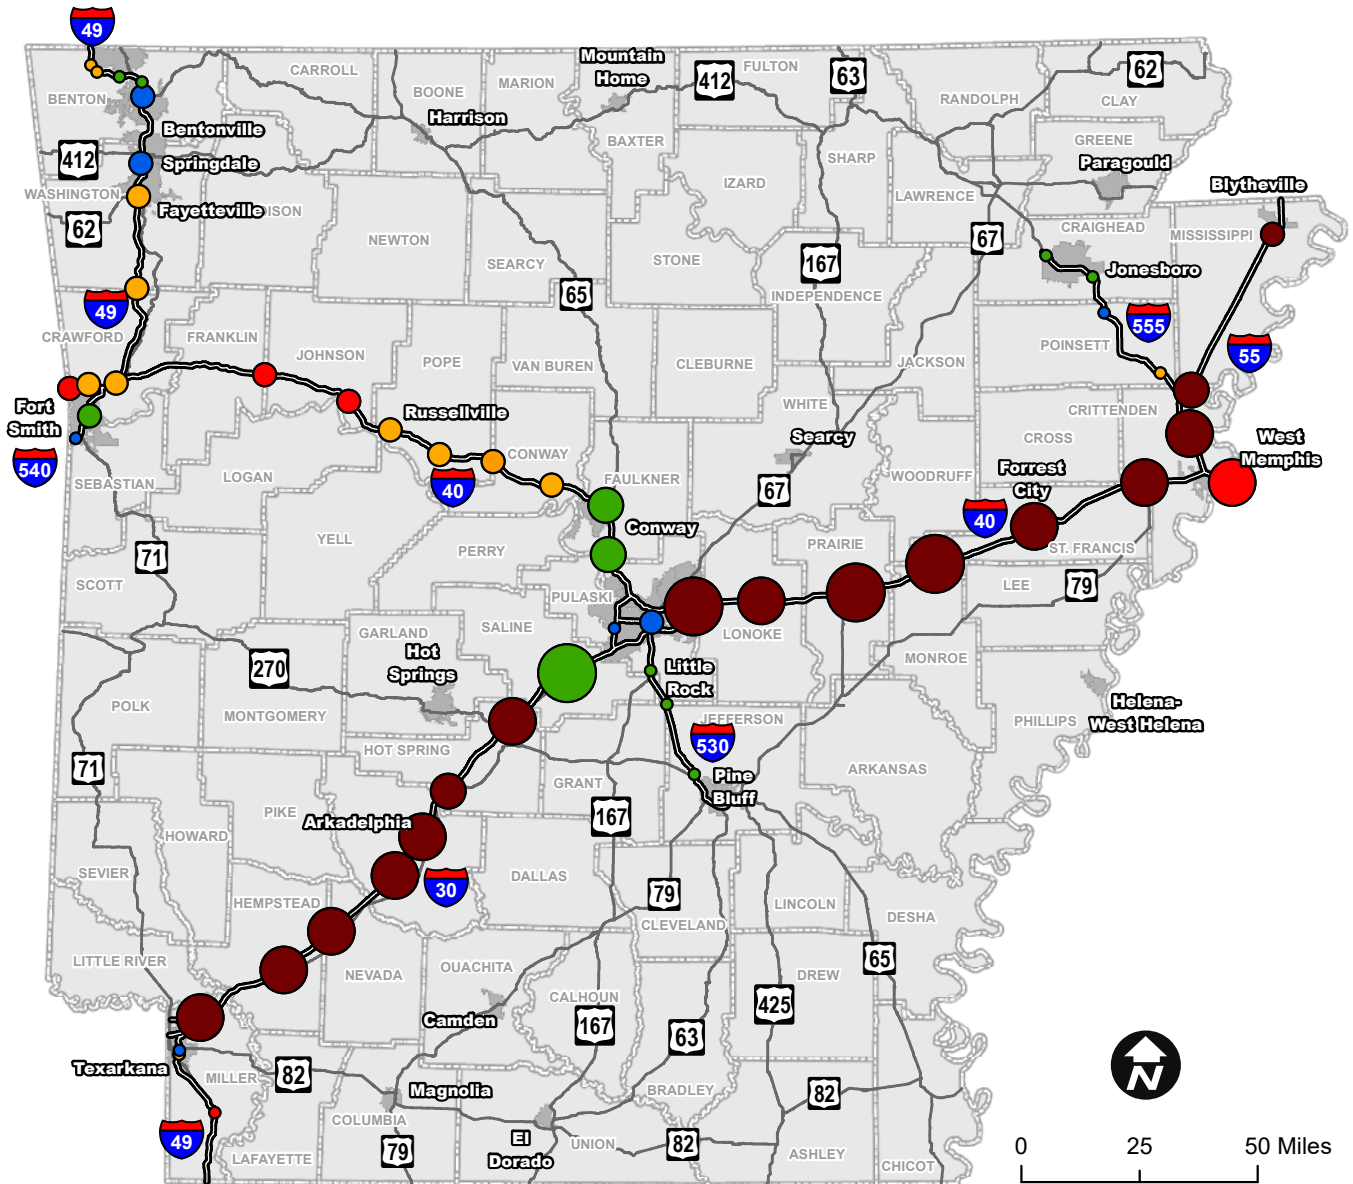 49
Mountain
Home
412
FULTON
63
62
CARROLL
BOONE
MARION
BENTON
RANDOLPH
CLAY
Harrison
Bentonville
BAXTER
GREENE
412
Springdale
SHARP
Paragould
IZARD
WASHINGTON
LAWRENCE
Blytheville
Fayetteville
ISON
62
CRAIGHEAD
MISSISSIPPI
NEWTON
67
STONE
SEARCY
167
Jonesboro
65
INDEPENDENCE
49
555
CRAWFORD
FRANKLIN
JOHNSON
POPE
VAN BUREN
CLEBURNE
JACKSON
POINSETT
55
Fort
Smith
Russellville
WHITE
CRITTENDEN
Searcy
CROSS
West
Memphis
540
CONWAY
LOGAN
SEBASTIAN
40
FAULKNER
67
WOODRUFF
Forrest
City
40
Conway
YELL
PERRY
PRAIRIE
ST. FRANCIS
71
SCOTT
PULASKI
LEE
79
GARLAND
SALINE
LONOKE
Hot
Springs
270
Little
Rock
MONROE
POLK
MONTGOMERY
JEFFERSON
PHILLIPS
Helena-
West Helena
HOT SPRING
530
71
GRANT
Pine
Bluff
ARKANSAS
PIKE
Arkadelphia
167
HOWARD
SEVIER
DALLAS
30
79
HEMPSTEAD
LINCOLN
CLEVELAND
DESHA
LITTLE RIVER
NEVADA
OUACHITA
65
DREW
CALHOUN
425
Camden
167
63
Texarkana
MILLER
82
Magnolia
BRADLEY
82
N
COLUMBIA
49
79
El
Dorado
UNION
82
ASHLEY
LAFAYETTE
CHICOT
0 25 50 Miles